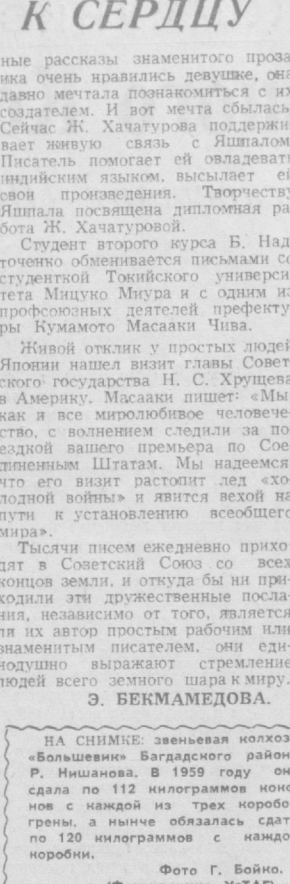 К СЕРДЦУ
ные рассказы знаменитого проза
ика очень нравились девушке, она
давно мечтала познакомиться с их
создателем. И вот мечта сбылась
Сейчас Ж. Хачатурова поддержи
вает живую связь с Яшпалом
Писатель помогает ей овладевать
индийским языком, высылает ей
свои произведения. Творчеству
Яшпала посвящена дипломная ра
бота Ж. Хачатуровой.
Студент второго курса Б. Над
точенко обменивается письмами со
студенткой Токийского универси
тета Мицуко Миура и с одним из
профсоюзных деятелей префекту
ры Кумамото Масааки Чива.
Живой отклик у простых людей
Японии нашел визит главы Совет
ского государства Н. С. Хрущева
в Америку. Масааки пишет: «Мы
как и все миролюбивое человече
ство, с волнением следили за по
ездкой вашего премьера по Сое
диненным Штатам. Мы надеемся
что его визит растопит лед «хо
лодной войны» и явится вехой на
пути к установлению всеобщего
мира».
Тысячи писем ежедневно прихо
дят в Советский Союз со всех
концов земли, и откуда бы ни при-
ходили эти дружественные посла-
ния, независимо от того, является
ли их автор простым рабочим или
знаменитым писателем, они еди-
нодушно выражают стремление
людей всего земного шара к миру.
Э. БЕКМАМЕДОВА.
НА СНИМКЕ: звеньевая колхоз
«Большевик» Багдадского район
Р. Нишанова. В 1959 году он
сдала по 112 килограммов коко
нов с каждой из трех коробо
грены, а нынче обязалась сдат
по 120 килограммов с каждо
коробки.
Фото Г. Бойко.